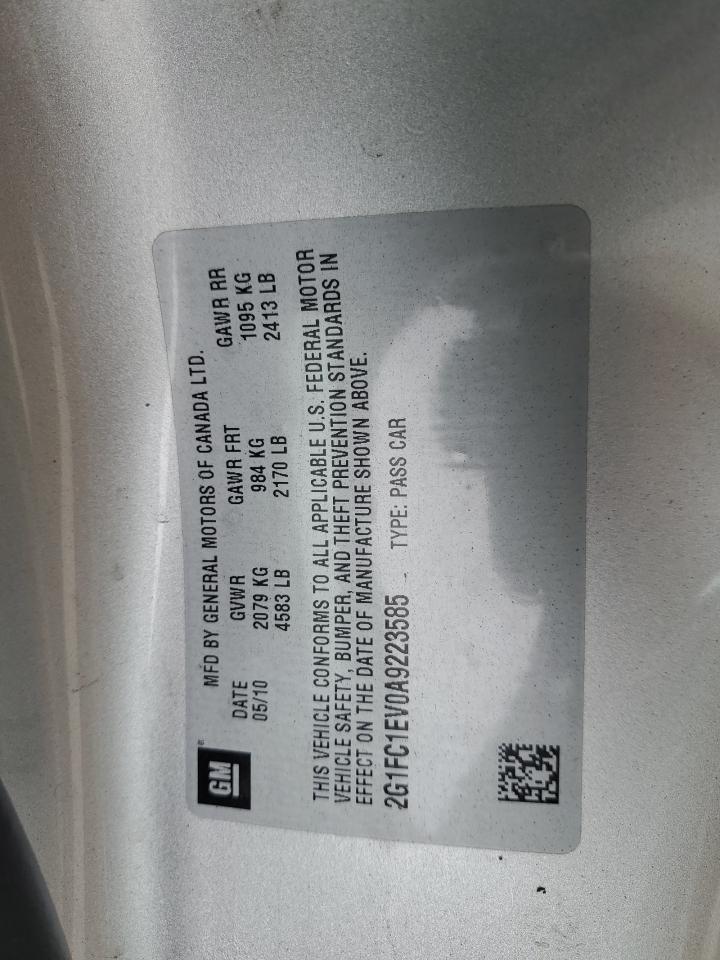 GM ®
MFD BY GENERAL MOTORS OF CANADA LTD.
DATE GVWR GAWR FRT GAWR RR
05/10 2079 KG 984 KG 1095 KG
4583 LB 2170 LB 2413 LB
THIS VEHICLE CONFORMS TO ALL APPLICABLE U.S. FEDERAL MOTOR
VEHICLE SAFETY, BUMPER, AND THEFT PREVENTION STANDARDS IN
EFFECT ON THE DATE OF MANUFACTURE SHOWN ABOVE.
2G1FC1EV0A9223585 TYPE: PASS CAR